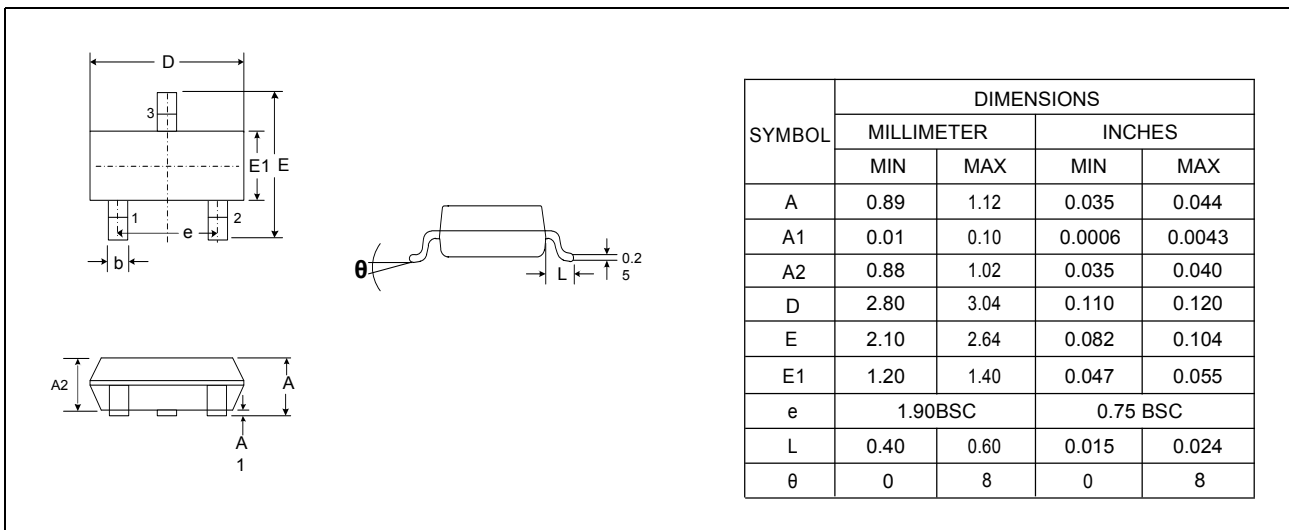 D
3
E1 E
1 2
e
b
θ
L
0.2
5
A2
A
A
1
DIMENSIONS
SYMBOL MILLIMETER INCHES
MIN MAX MIN MAX
A 0.89 1.12 0.035 0.044
A1 0.01 0.10 0.0006 0.0043
A2 0.88 1.02 0.035 0.040
D 2.80 3.04 0.110 0.120
E 2.10 2.64 0.082 0.104
E1 1.20 1.40 0.047 0.055
e 1.90BSC 0.75 BSC
L 0.40 0.60 0.015 0.024
θ 0 8 0 8